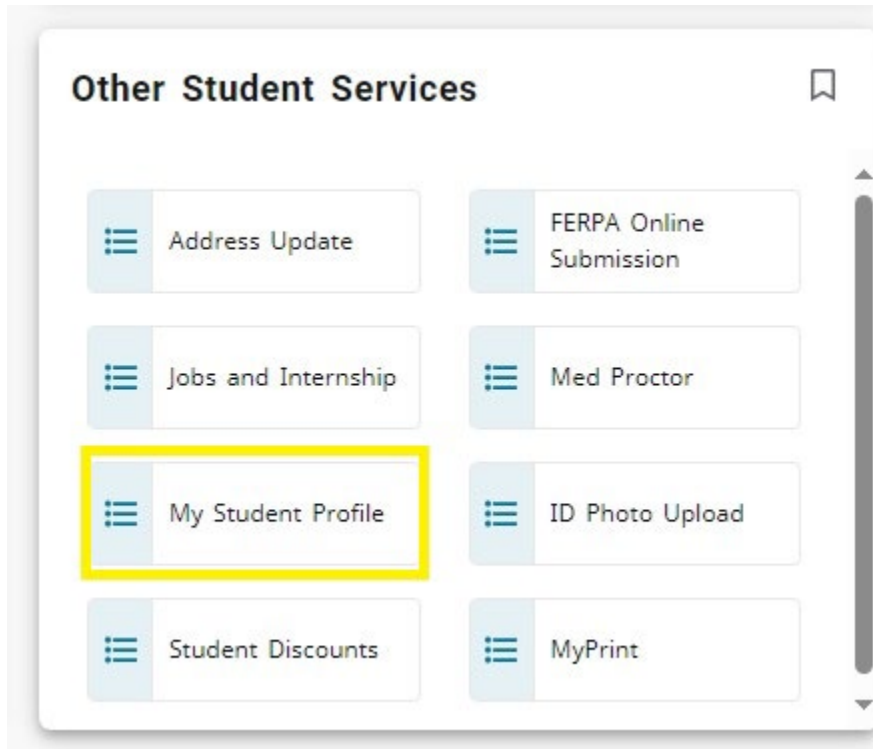 Other Student Services
Address Update
FERPA Online
Submission
Jobs and Internship
Med Proctor
My Student Profile
ID Photo Upload
Student Discounts
MyPrint